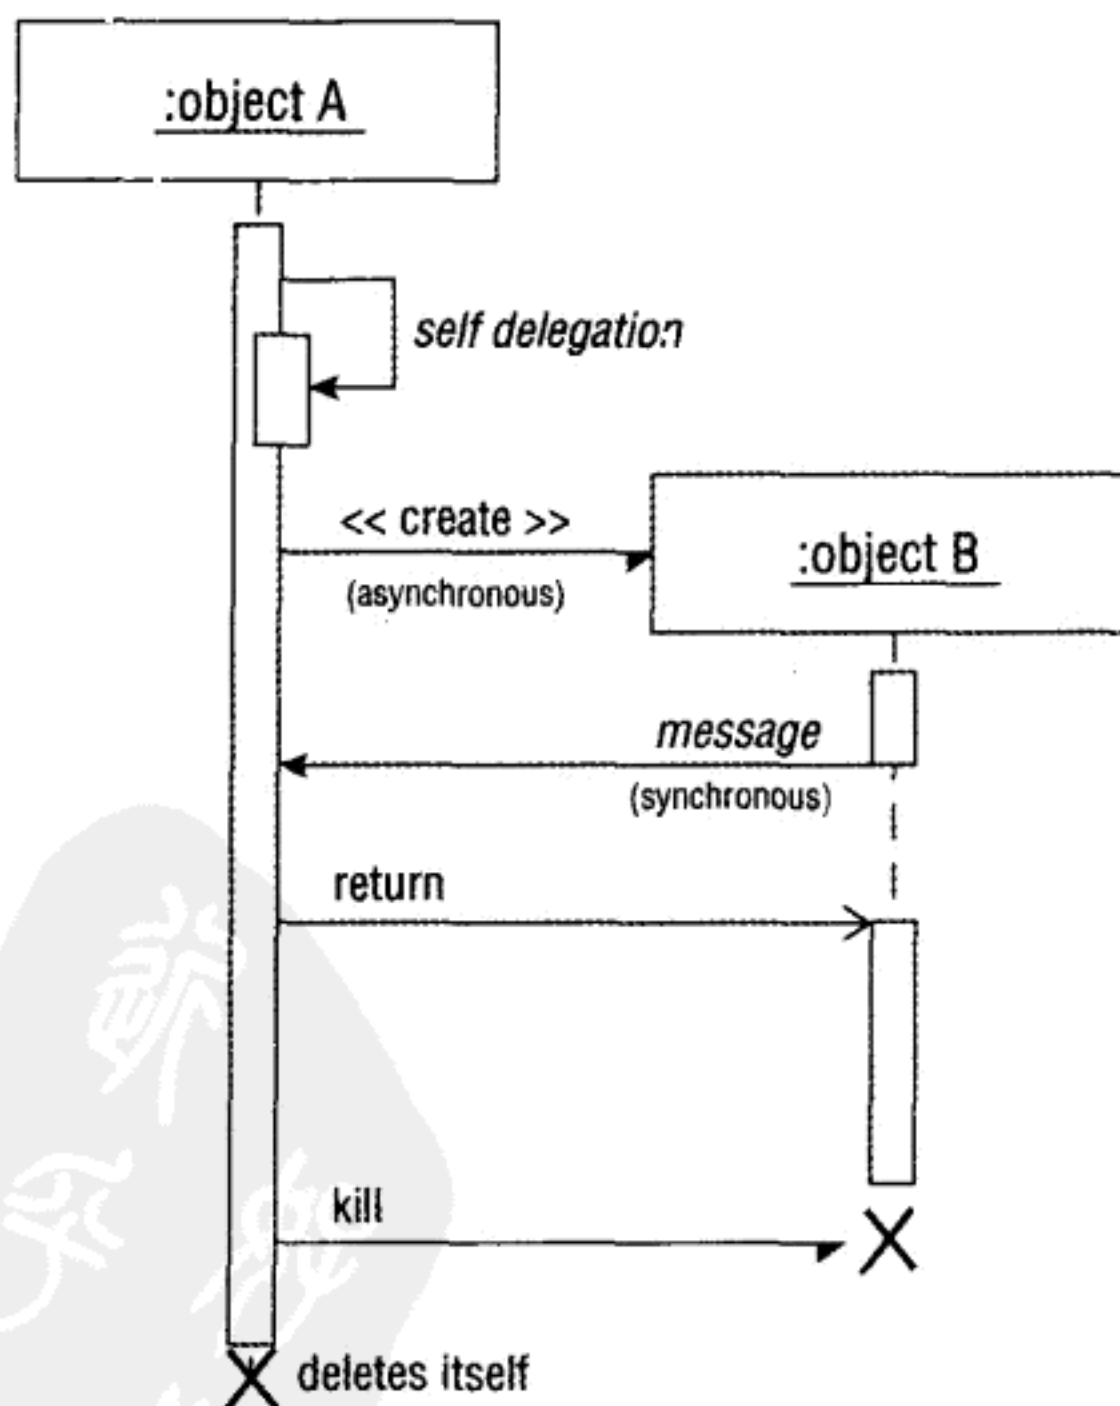 :object A
self delegation
<< create >>
(asynchronous)
:object B
message
(synchronous)
return
kill
deletes itself